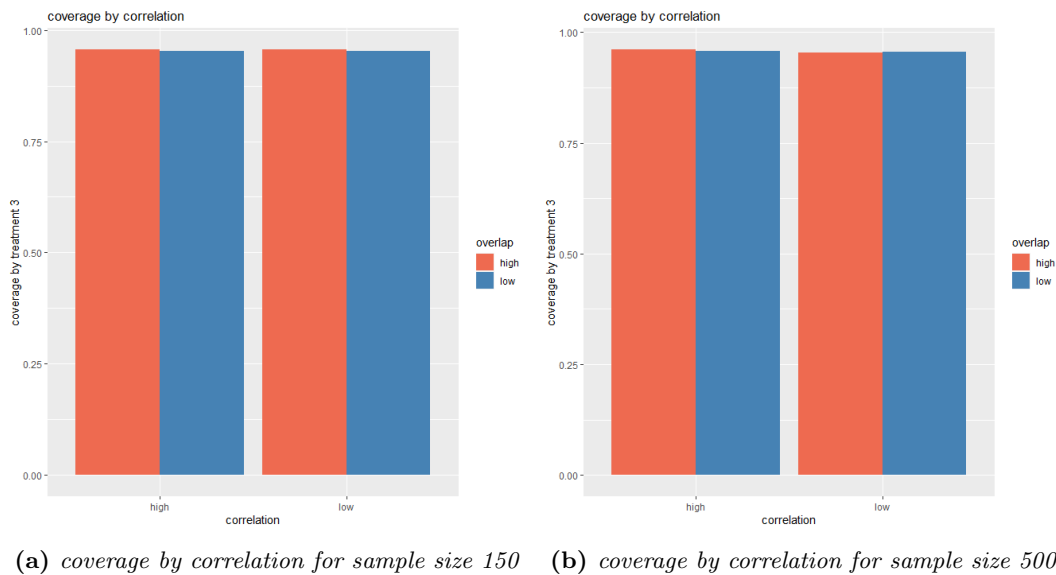 coverage by correlation
1.00
0.75
0.50
0.25
0.00
coverage by treatment 3
high
low
correlation
overlap
high
low
coverage by correlation
1.00
0.75
0.50
0.25
0.00
coverage by treatment 3
high
low
correlation
overlap
high
low
(a) coverage by correlation for sample size 150
(b) coverage by correlation for sample size 500